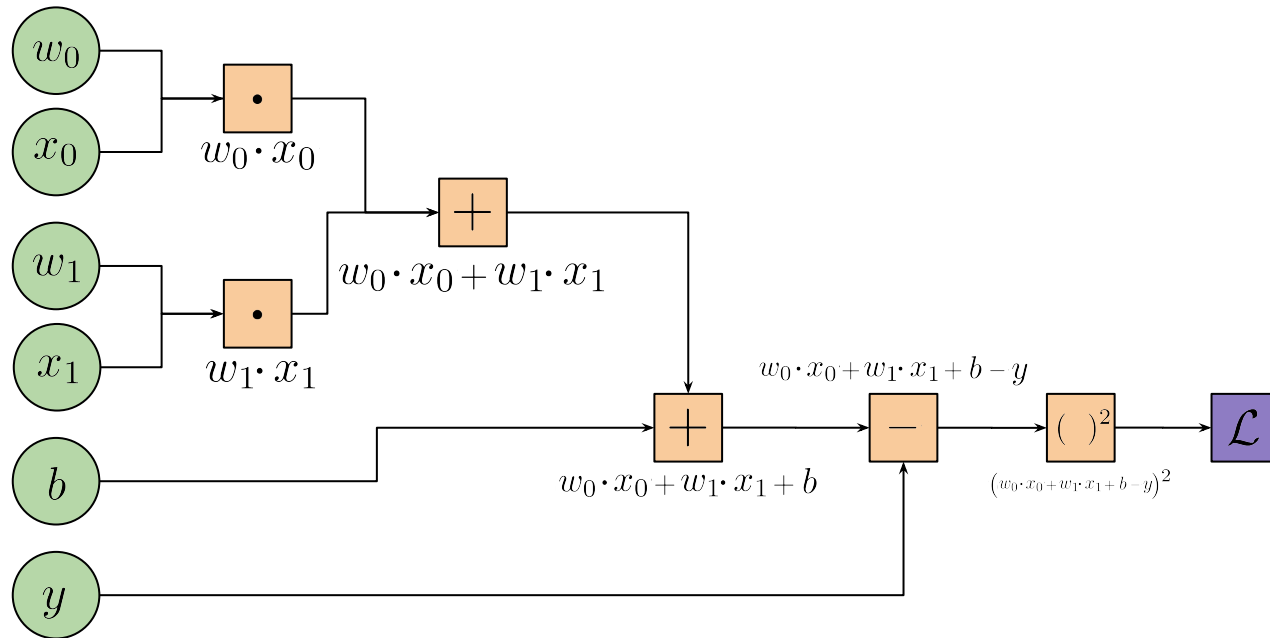 w₀
x₀
·
w₀ · x₀
w₁
x₁
·
w₁ · x₁
+
w₀ · x₀ + w₁ · x₁
b
+
w₀ · x₀ + w₁ · x₁ + b
y
w₀ · x₀ + w₁ · x₁ + b − y
−
( )²
(w₀ · x₀ + w₁ · x₁ + b − y)²
ℒ